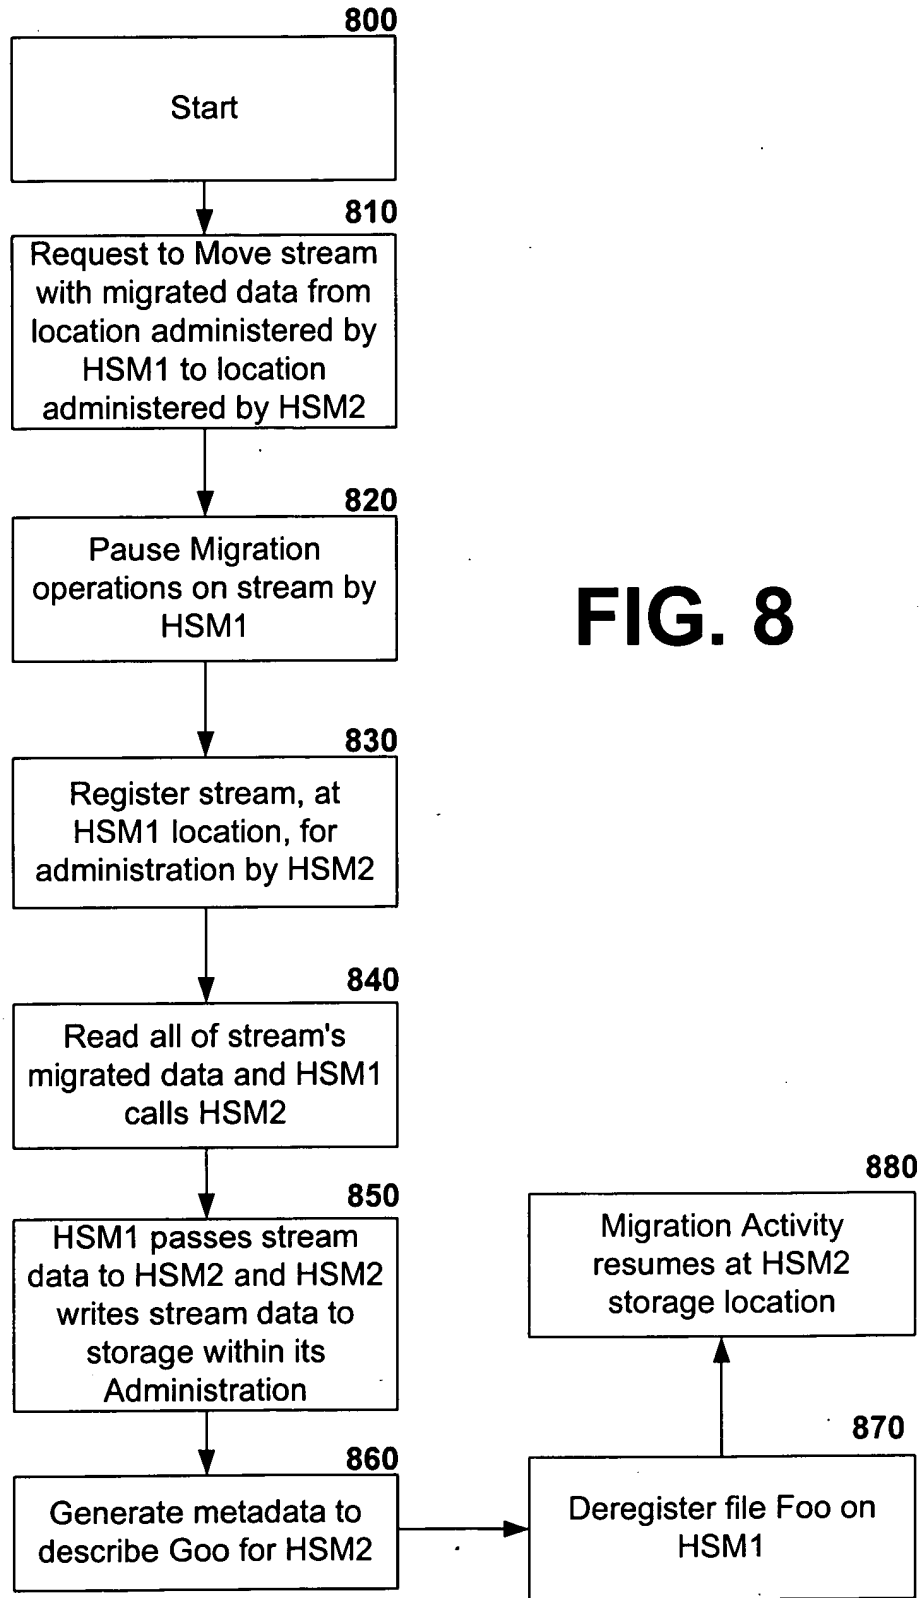 800
Start
810
Request to Move stream
with migrated data from
location administered by
HSM1 to location
administered by HSM2
820
Pause Migration
operations on stream by
HSM1
FIG. 8
830
Register stream, at
HSM1 location, for
administration by HSM2
840
Read all of stream's
migrated data and HSM1
calls HSM2
850
HSM1 passes stream
data to HSM2 and HSM2
writes stream data to
storage within its
Administration
860
Generate metadata to
describe Goo for HSM2
870
Deregister file Foo on
HSM1
880
Migration Activity
resumes at HSM2
storage location